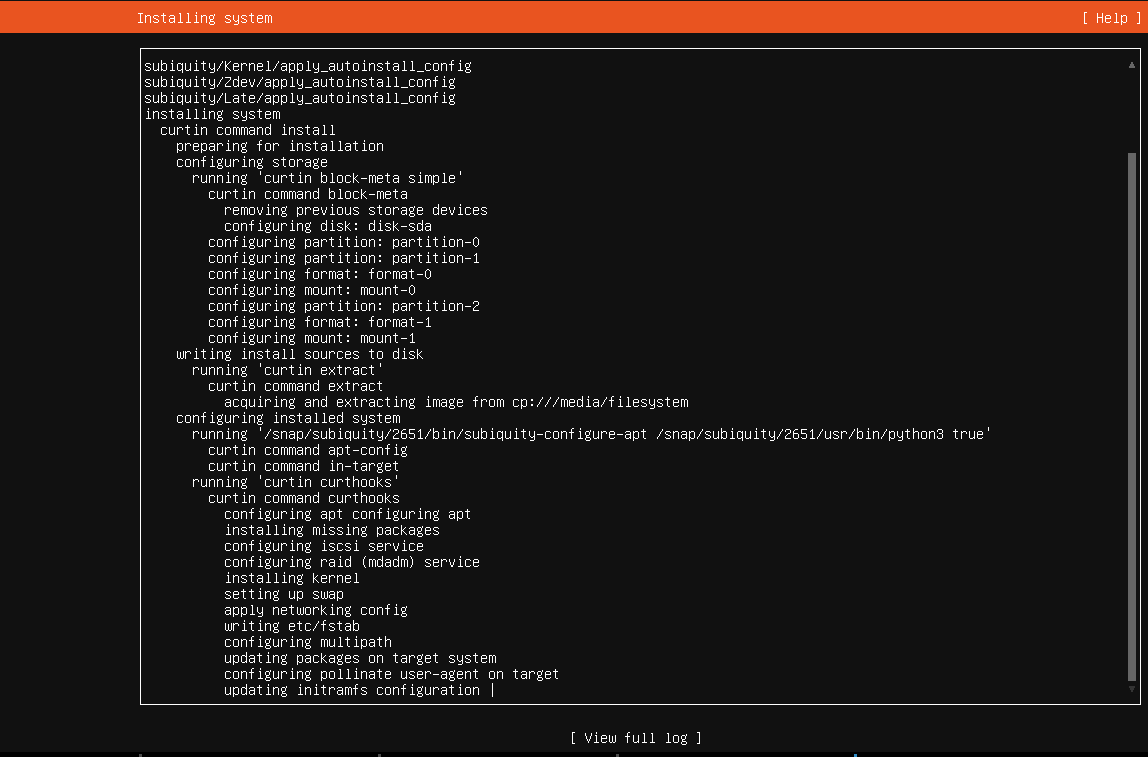 Installing system
[ Help ]
subiquity/Kernel/apply_autoinstall_config
subiquity/Zdev/apply_autoinstall_config
subiquity/Late/apply_autoinstall_config
installing system
curtin command install
preparing for installation
configuring storage
running 'curtin block-meta simple'
curtin command block-meta
removing previous storage devices
configuring disk: disk-sda
configuring partition: partition-0
configuring partition: partition-1
configuring format: format-0
configuring mount: mount-0
configuring partition: partition-2
configuring format: format-1
configuring mount: mount-1
writing install sources to disk
running 'curtin extract'
curtin command extract
acquiring and extracting image from cp:///media/filesystem
configuring installed system
running '/snap/subiquity/2651/bin/subiquity-configure-apt /snap/subiquity/2651/usr/bin/python3 true'
curtin command apt-config
curtin command in-target
running 'curtin curthooks'
curtin command curthooks
configuring apt configuring apt
installing missing packages
configuring iscsi service
configuring raid (mdadm) service
installing kernel
setting up swap
apply networking config
writing etc/fstab
configuring multipath
updating packages on target system
configuring pollinate user-agent on target
updating initramfs configuration |
[ View full log ]